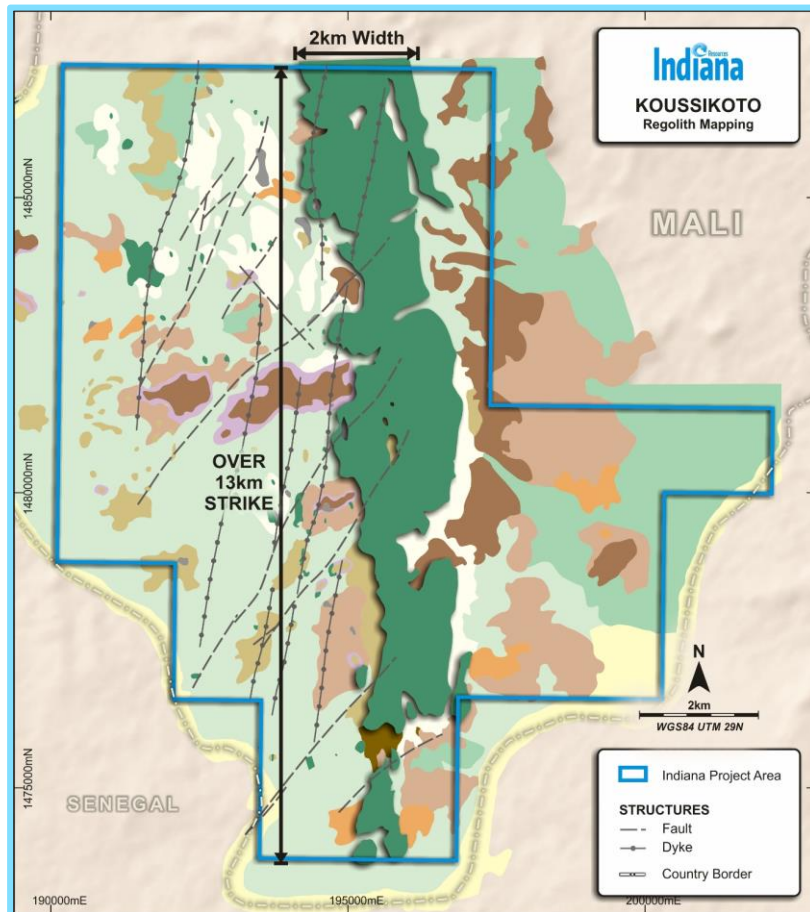 2km Width
Indiana
Resources
KOUSSIKOTO
Regolith Mapping
MALI
1485000mN
OVER
13km
STRIKE
1480000mN
N
2km
WGS84 UTM 29N
1475000mN
SENEGAL
Indiana Project Area
STRUCTURES
Fault
Dyke
Country Border
190000mE
195000mE
200000mE